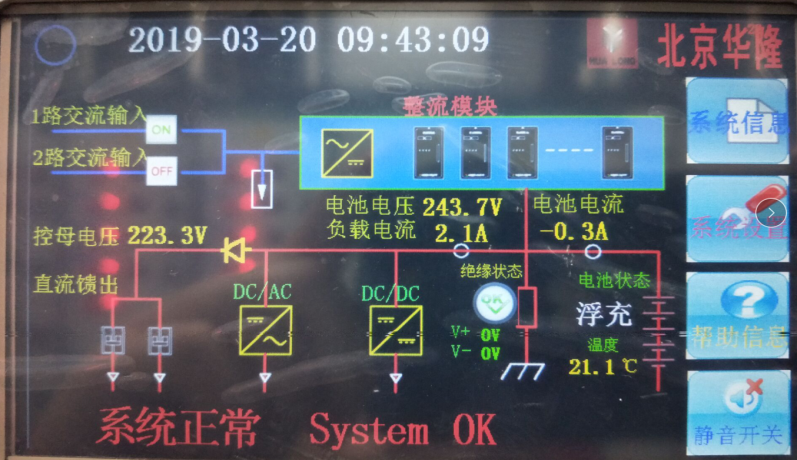 2019-03-20 09:43:09
HUA LONG
北京华隆
整流模块
1路交流输入
ON
2路交流输入
OFF
系统信息
电池电压 243.7V
电池电流
负载电流 2.1A
-0.3A
控母电压 223.3V
系统设置
绝缘状态
OK
电池状态
直流馈出
DC/AC
DC/DC
浮充
V+ 0V
V- 0V
温度
21.1℃
帮助信息
系统正常 System OK
静音开关